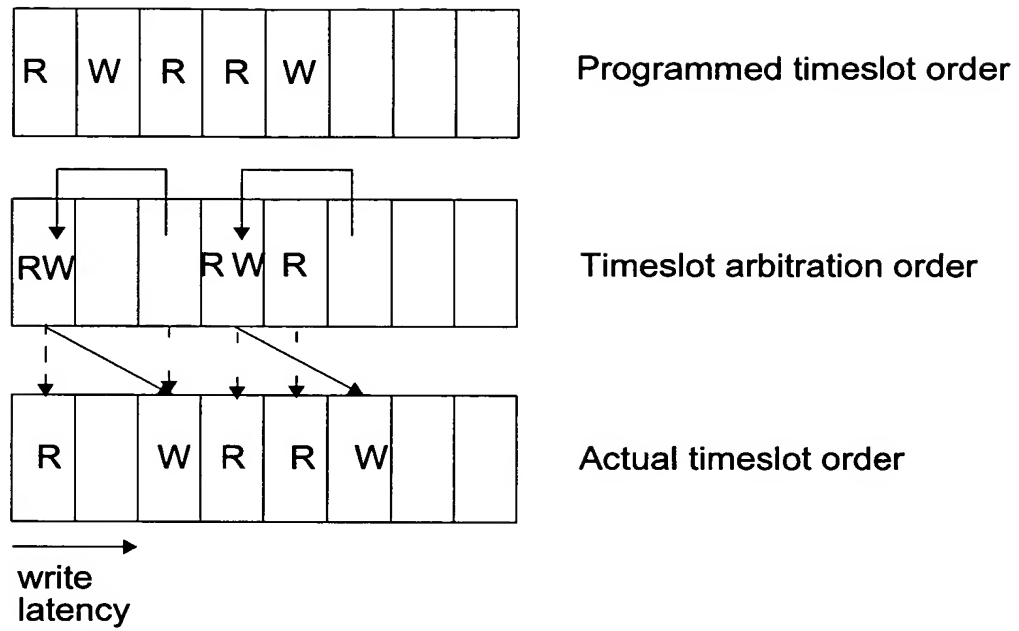 R W R R W Programmed timeslot order
RW R W R Timeslot arbitration order
R W R R W Actual timeslot order
write
latency